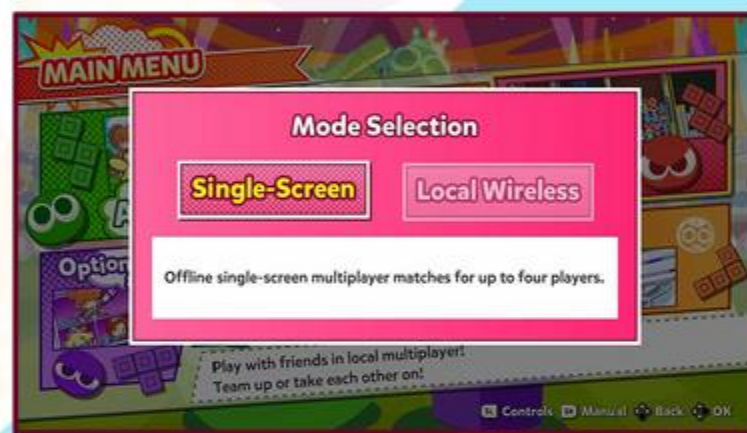 MAIN MENU
Mode Selection
Single-Screen
Local Wireless
Offline single-screen multiplayer matches for up to four players.
Option
Play with friends in local multiplayer!
Team up or take each other on!
Controls Manual Back OK